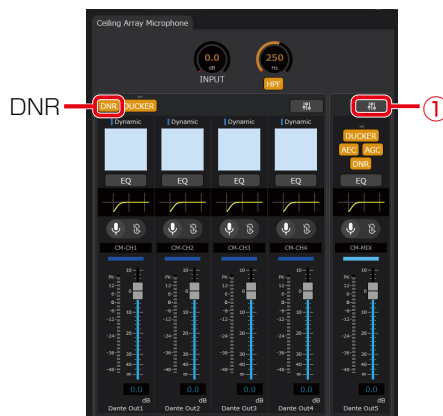 Ceiling Array Microphone
0.0
dB
INPUT
250
Hz
HPF
DNR
DNR DUCKER
①
Dynamic Dynamic Dynamic Dynamic
DUCKER
AEC AGC
DNR
EQ EQ EQ EQ EQ
CM-CH1 CM-CH2 CM-CH3 CM-CH4 CM-MIX
0.0 0.0 0.0 0.0 0.0
dB dB dB dB dB
Dante Out1 Dante Out2 Dante Out3 Dante Out4 Dante Out5